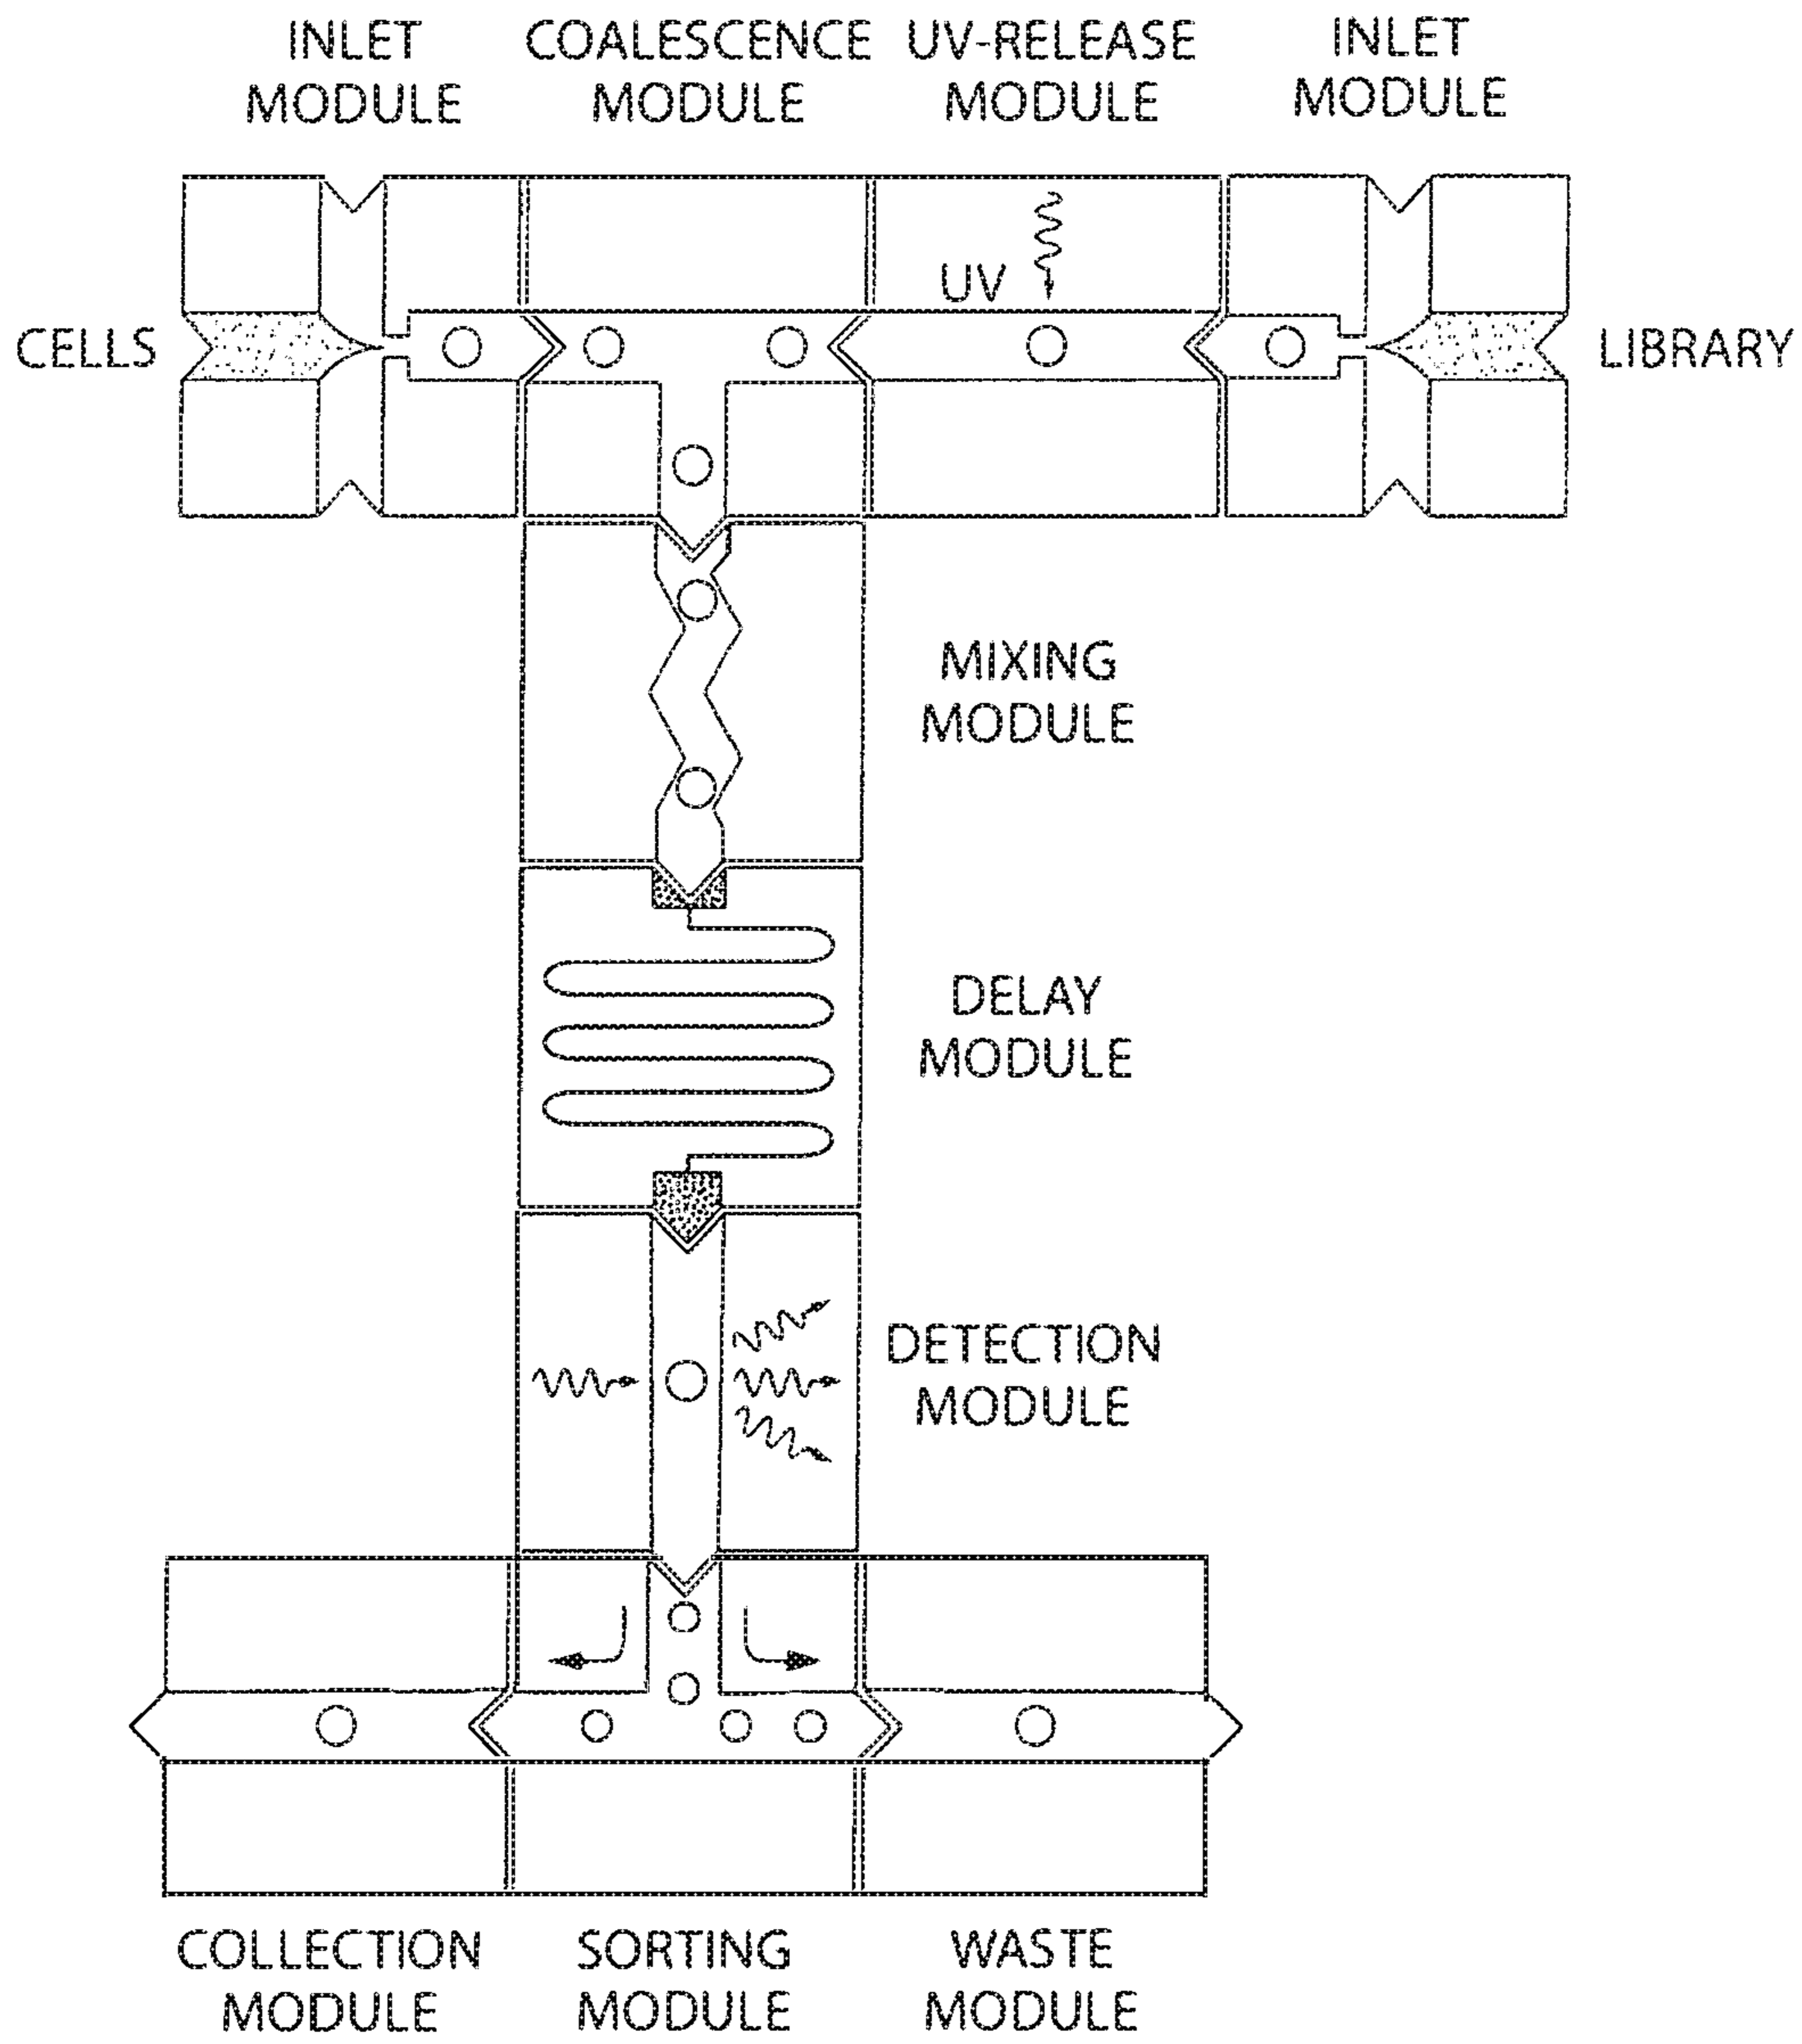 INLET
MODULE
COALESCENCE
MODULE
UV-RELEASE
MODULE
INLET
MODULE
UV
CELLS
LIBRARY
MIXING
MODULE
DELAY
MODULE
DETECTION
MODULE
COLLECTION
MODULE
SORTING
MODULE
WASTE
MODULE